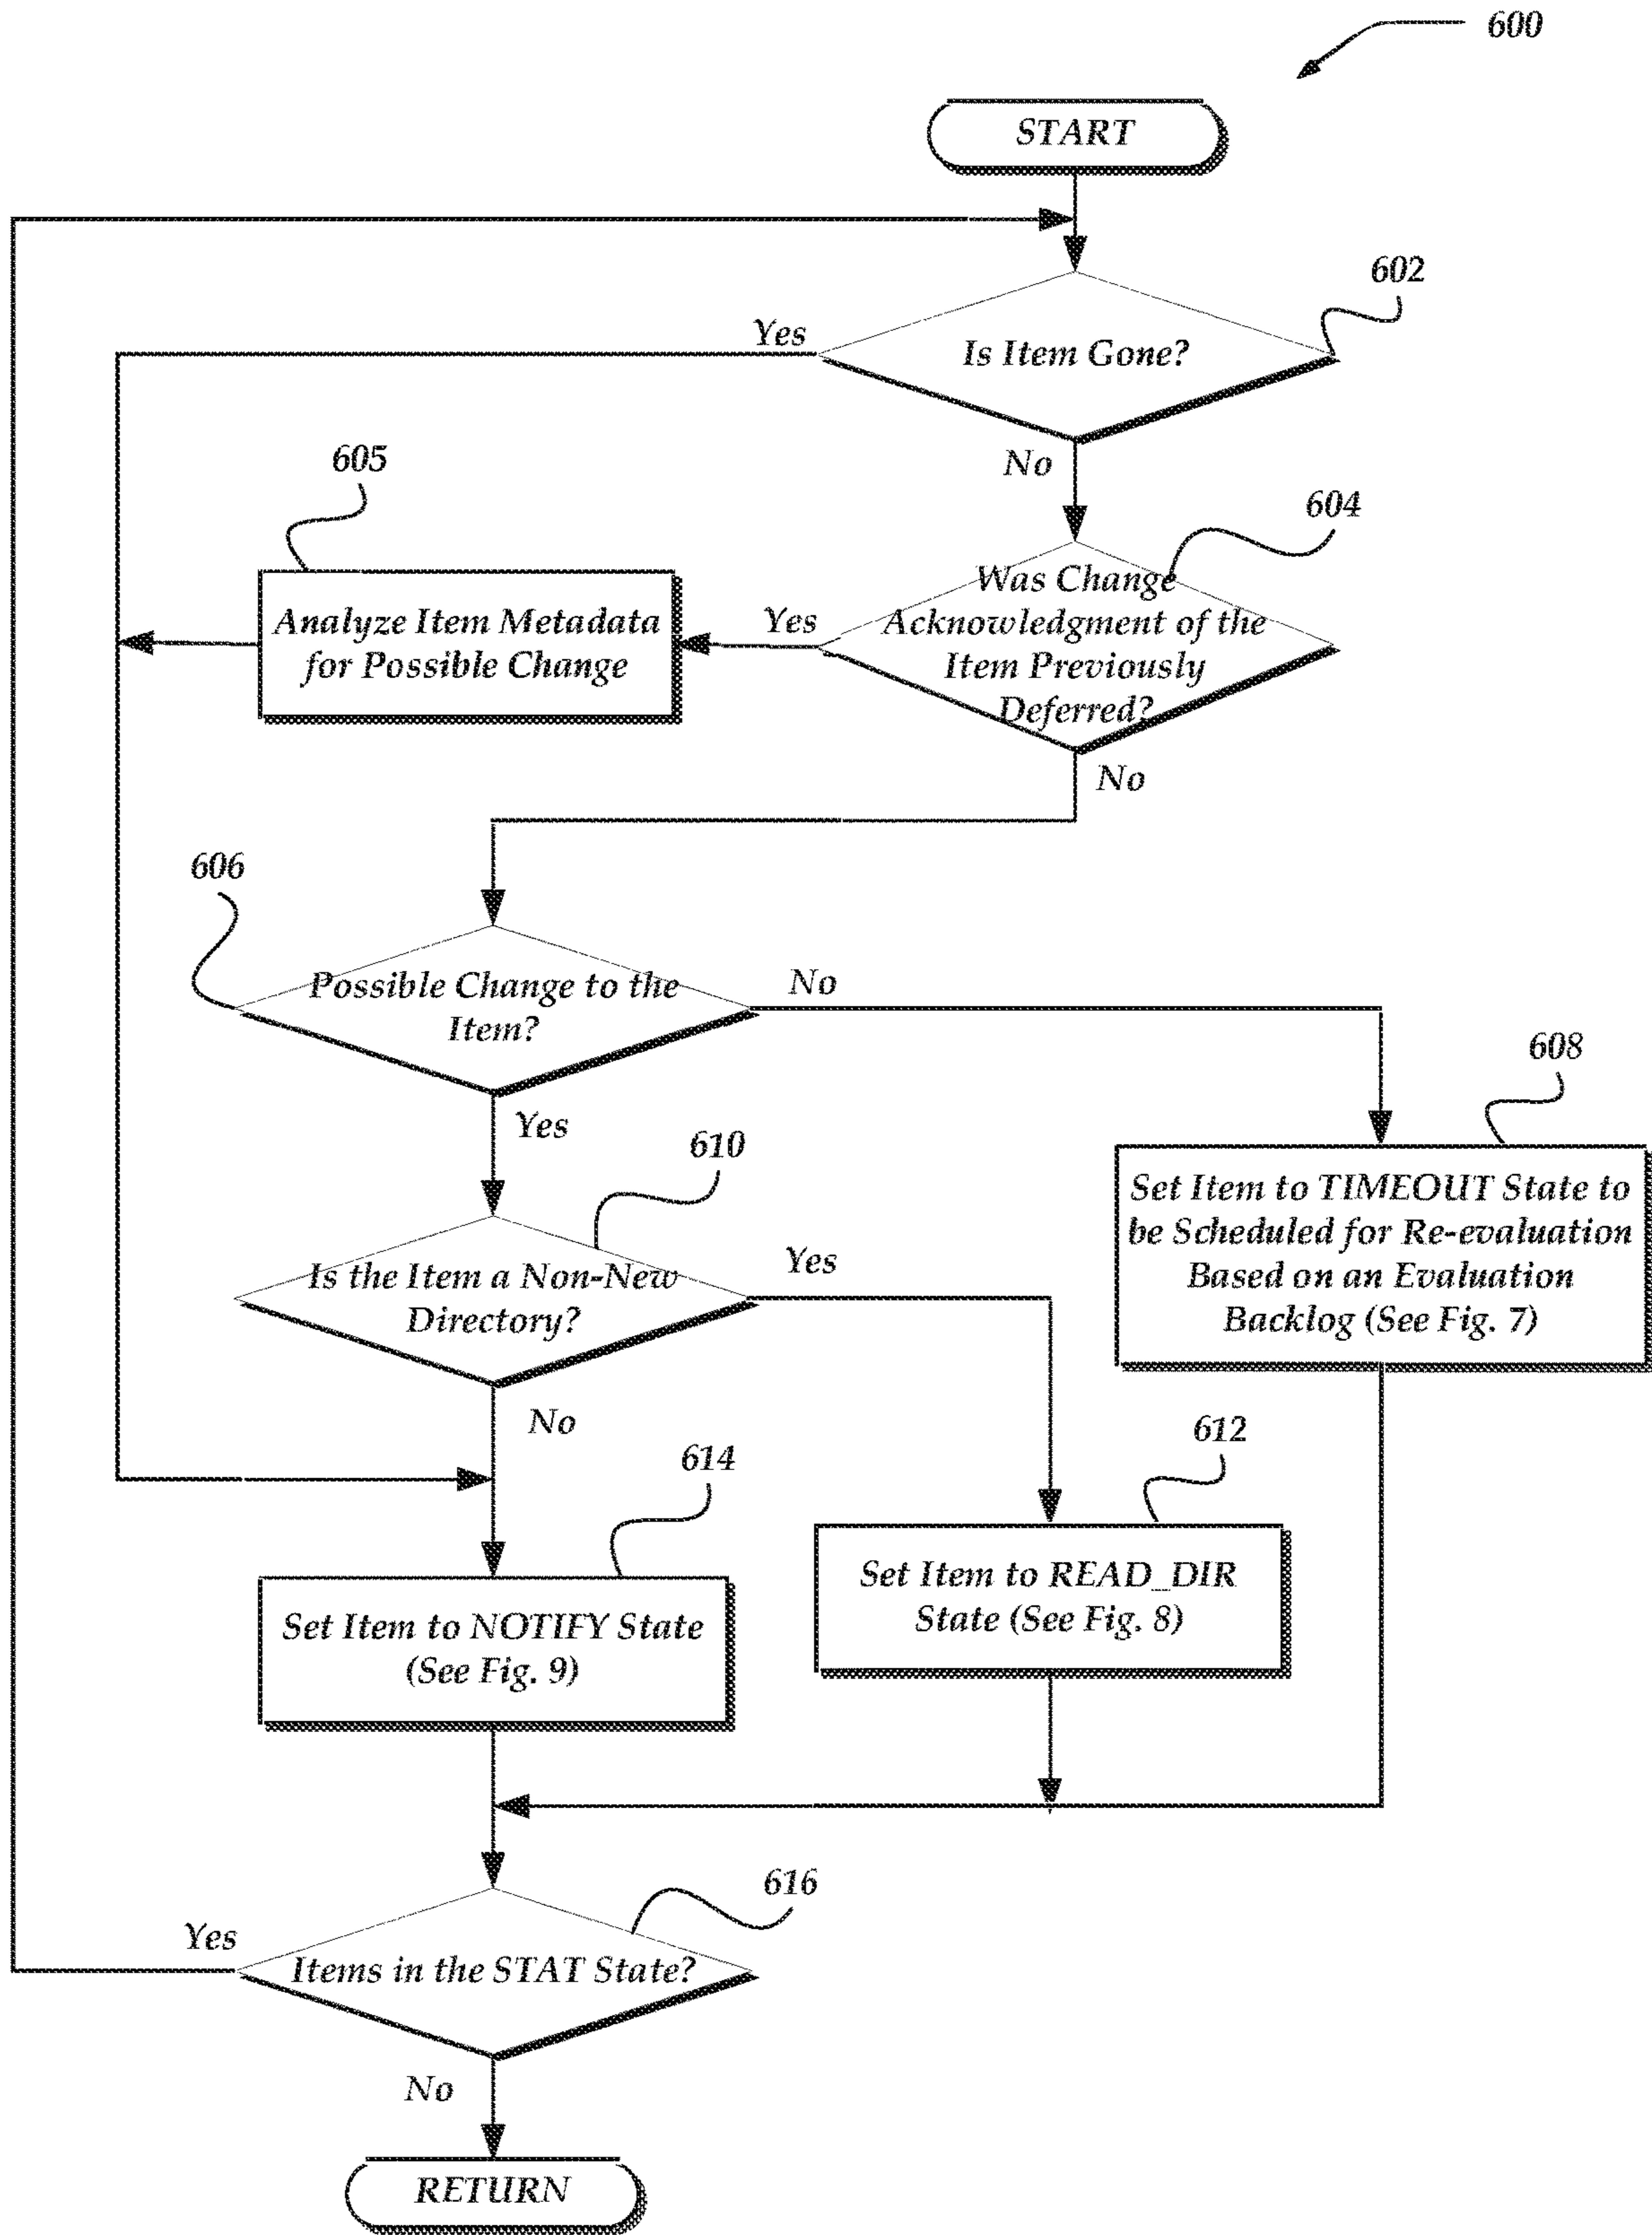 600
START
602
Yes
Is Item Gone?
No
605
604
Analyze Item Metadata
for Possible Change
Yes
Was Change
Acknowledgment of the
Item Previously
Deferred?
No
606
Possible Change to the
Item?
No
608
Yes
610
Set Item to TIMEOUT State to
be Scheduled for Re-evaluation
Based on an Evaluation
Backlog (See Fig. 7)
Is the Item a Non-New
Directory?
Yes
No
614
612
Set Item to NOTIFY State
(See Fig. 9)
Set Item to READ_DIR
State (See Fig. 8)
616
Yes
Items in the STAT State?
No
RETURN